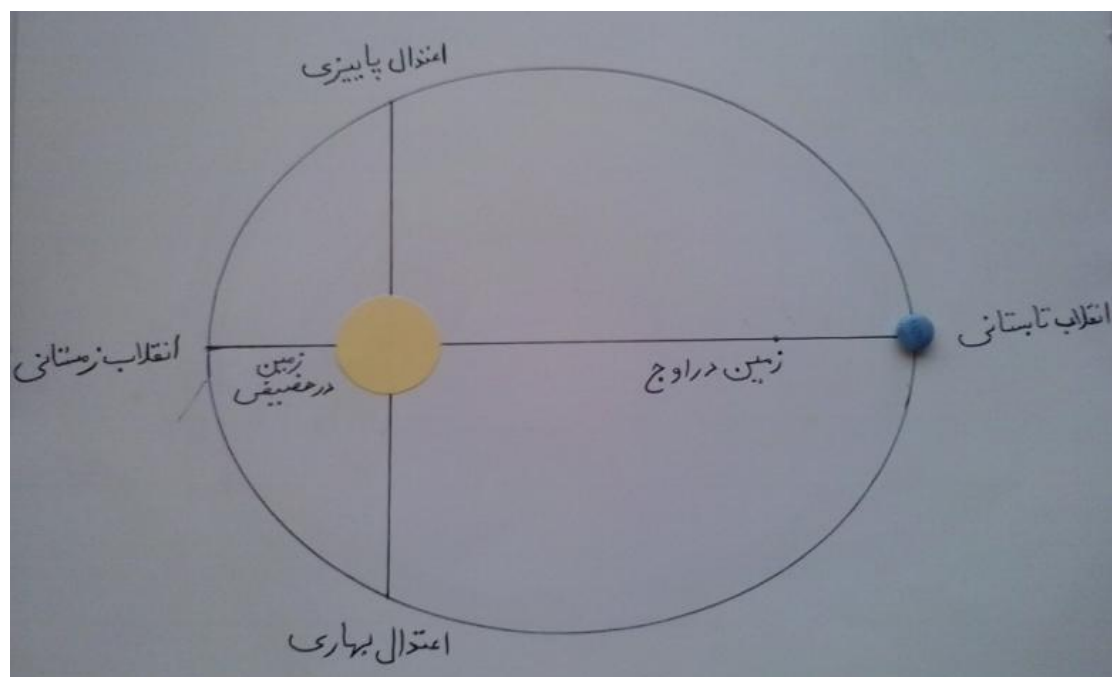 اعتدال پاییزی
انقلاب تابستانی
زمین در اوج
زمین
در حضیض
انقلاب زمستانی
اعتدال بهاری